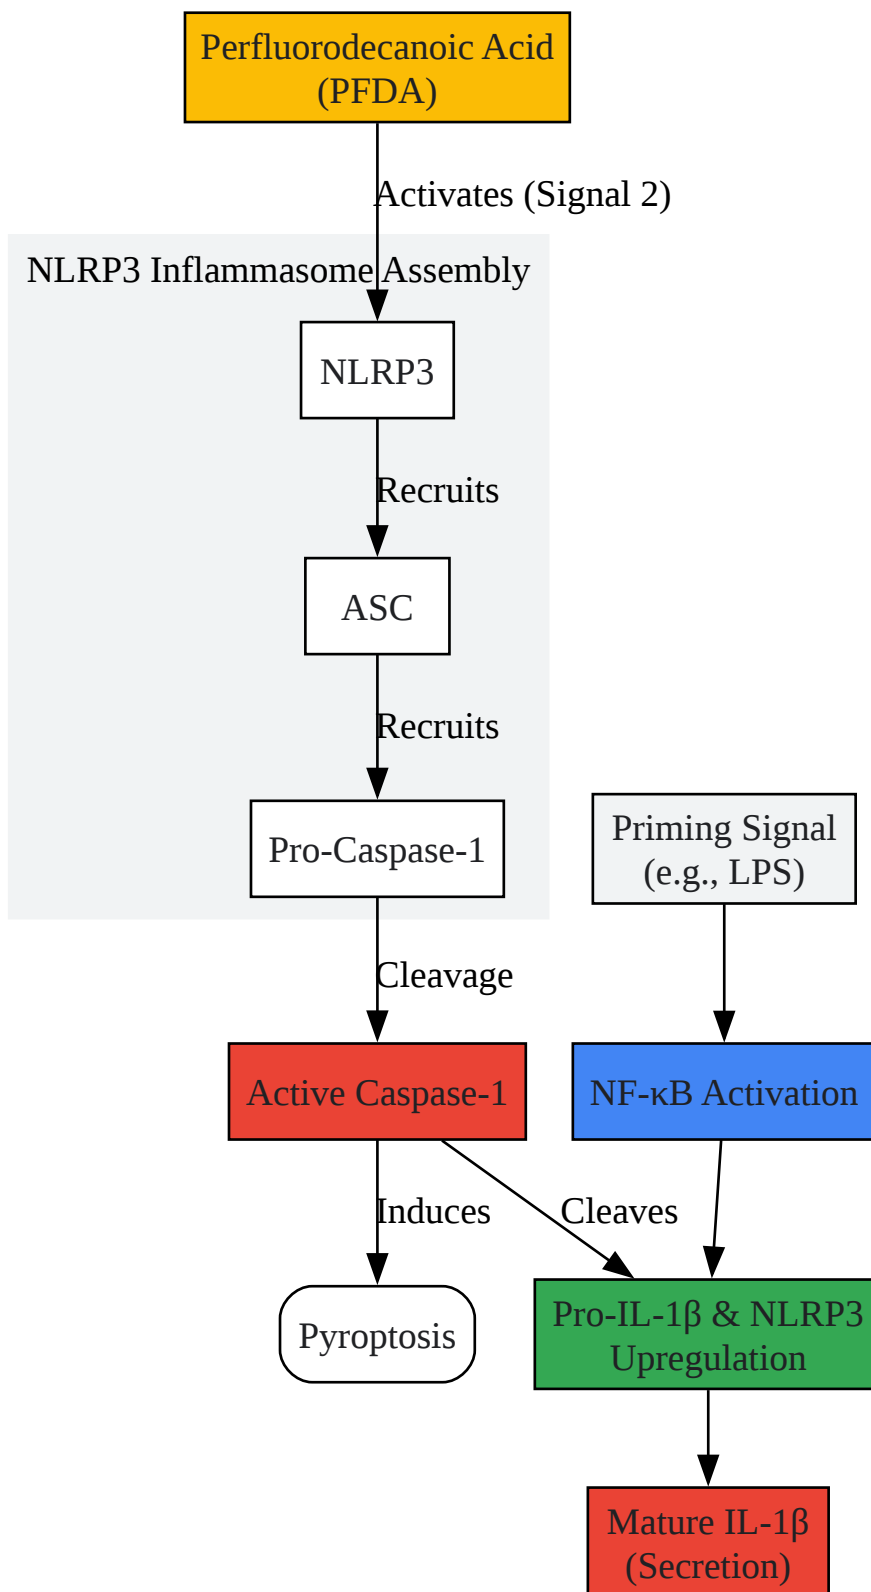 Perfluorodecanoic Acid
(PFDA)
Activates (Signal 2)
NLRP3 Inflammasome Assembly
NLRP3
Recruits
ASC
Recruits
Pro-Caspase-1
Priming Signal
(e.g., LPS)
Cleavage
Active Caspase-1
NF-κB Activation
Induces
Cleaves
Pyroptosis
Pro-IL-1β & NLRP3
Upregulation
Mature IL-1β
(Secretion)